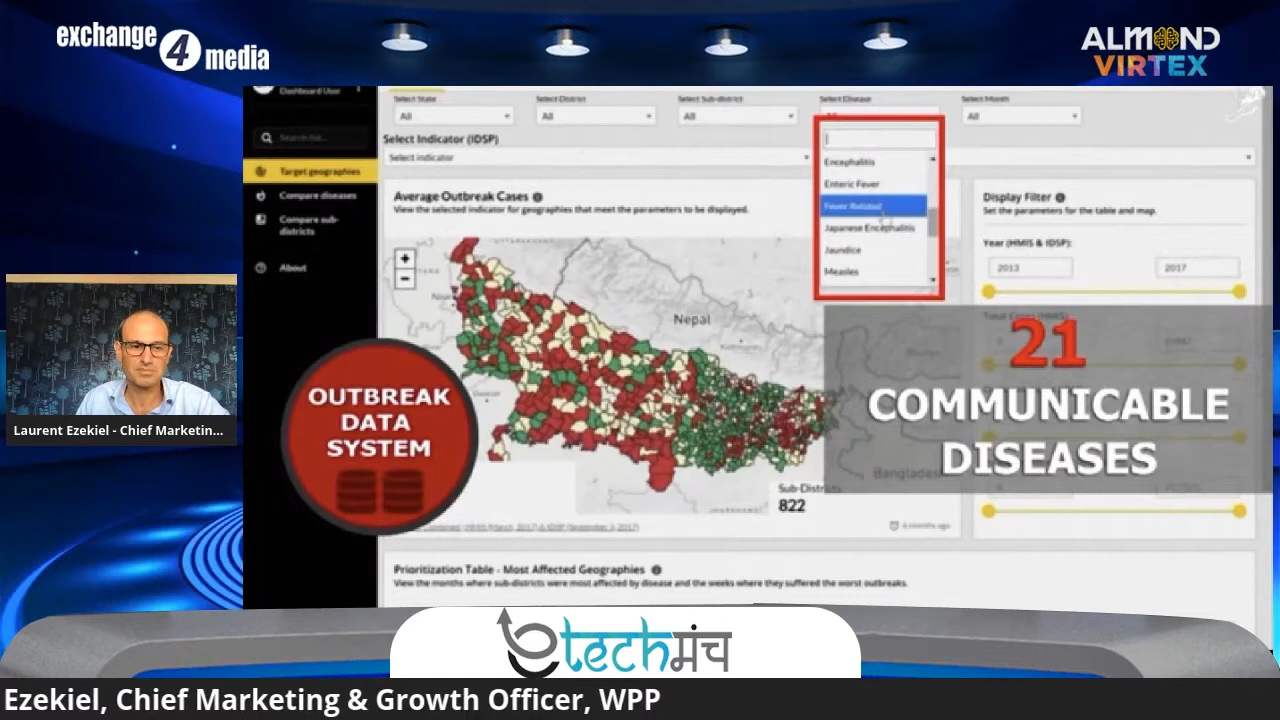 exchange
4
media
ALMOND
VIRTEX
Dashboard User
Select State
Select District
Select Sub-district
Select Disease
Select Month
All
All
All
All
Select Indicator (IDSP)
Select indicator
Target geographies
Compare diseases
Compare sub-
districts
About
Average Outbreak Cases
View the selected indicator for geographies that meet the parameters to be displayed.
+
−
Encephalitis
Enteric Fever
Fever Related
Japanese Encephalitis
Jaundice
Measles
Display Filter
Set the parameters for the table and map.
Year (HMIS & IDSP):
2013
2017
Nepal
Bangladesh
OUTBREAK
DATA
SYSTEM
21
COMMUNICABLE
DISEASES
822
6 months ago
Prioritization Table - Most Affected Geographies
View the months where sub-districts were most affected by disease and the weeks where they suffered the worst outbreaks.
Laurent Ezekiel - Chief Marketin...
etechमंच
Ezekiel, Chief Marketing & Growth Officer, WPP